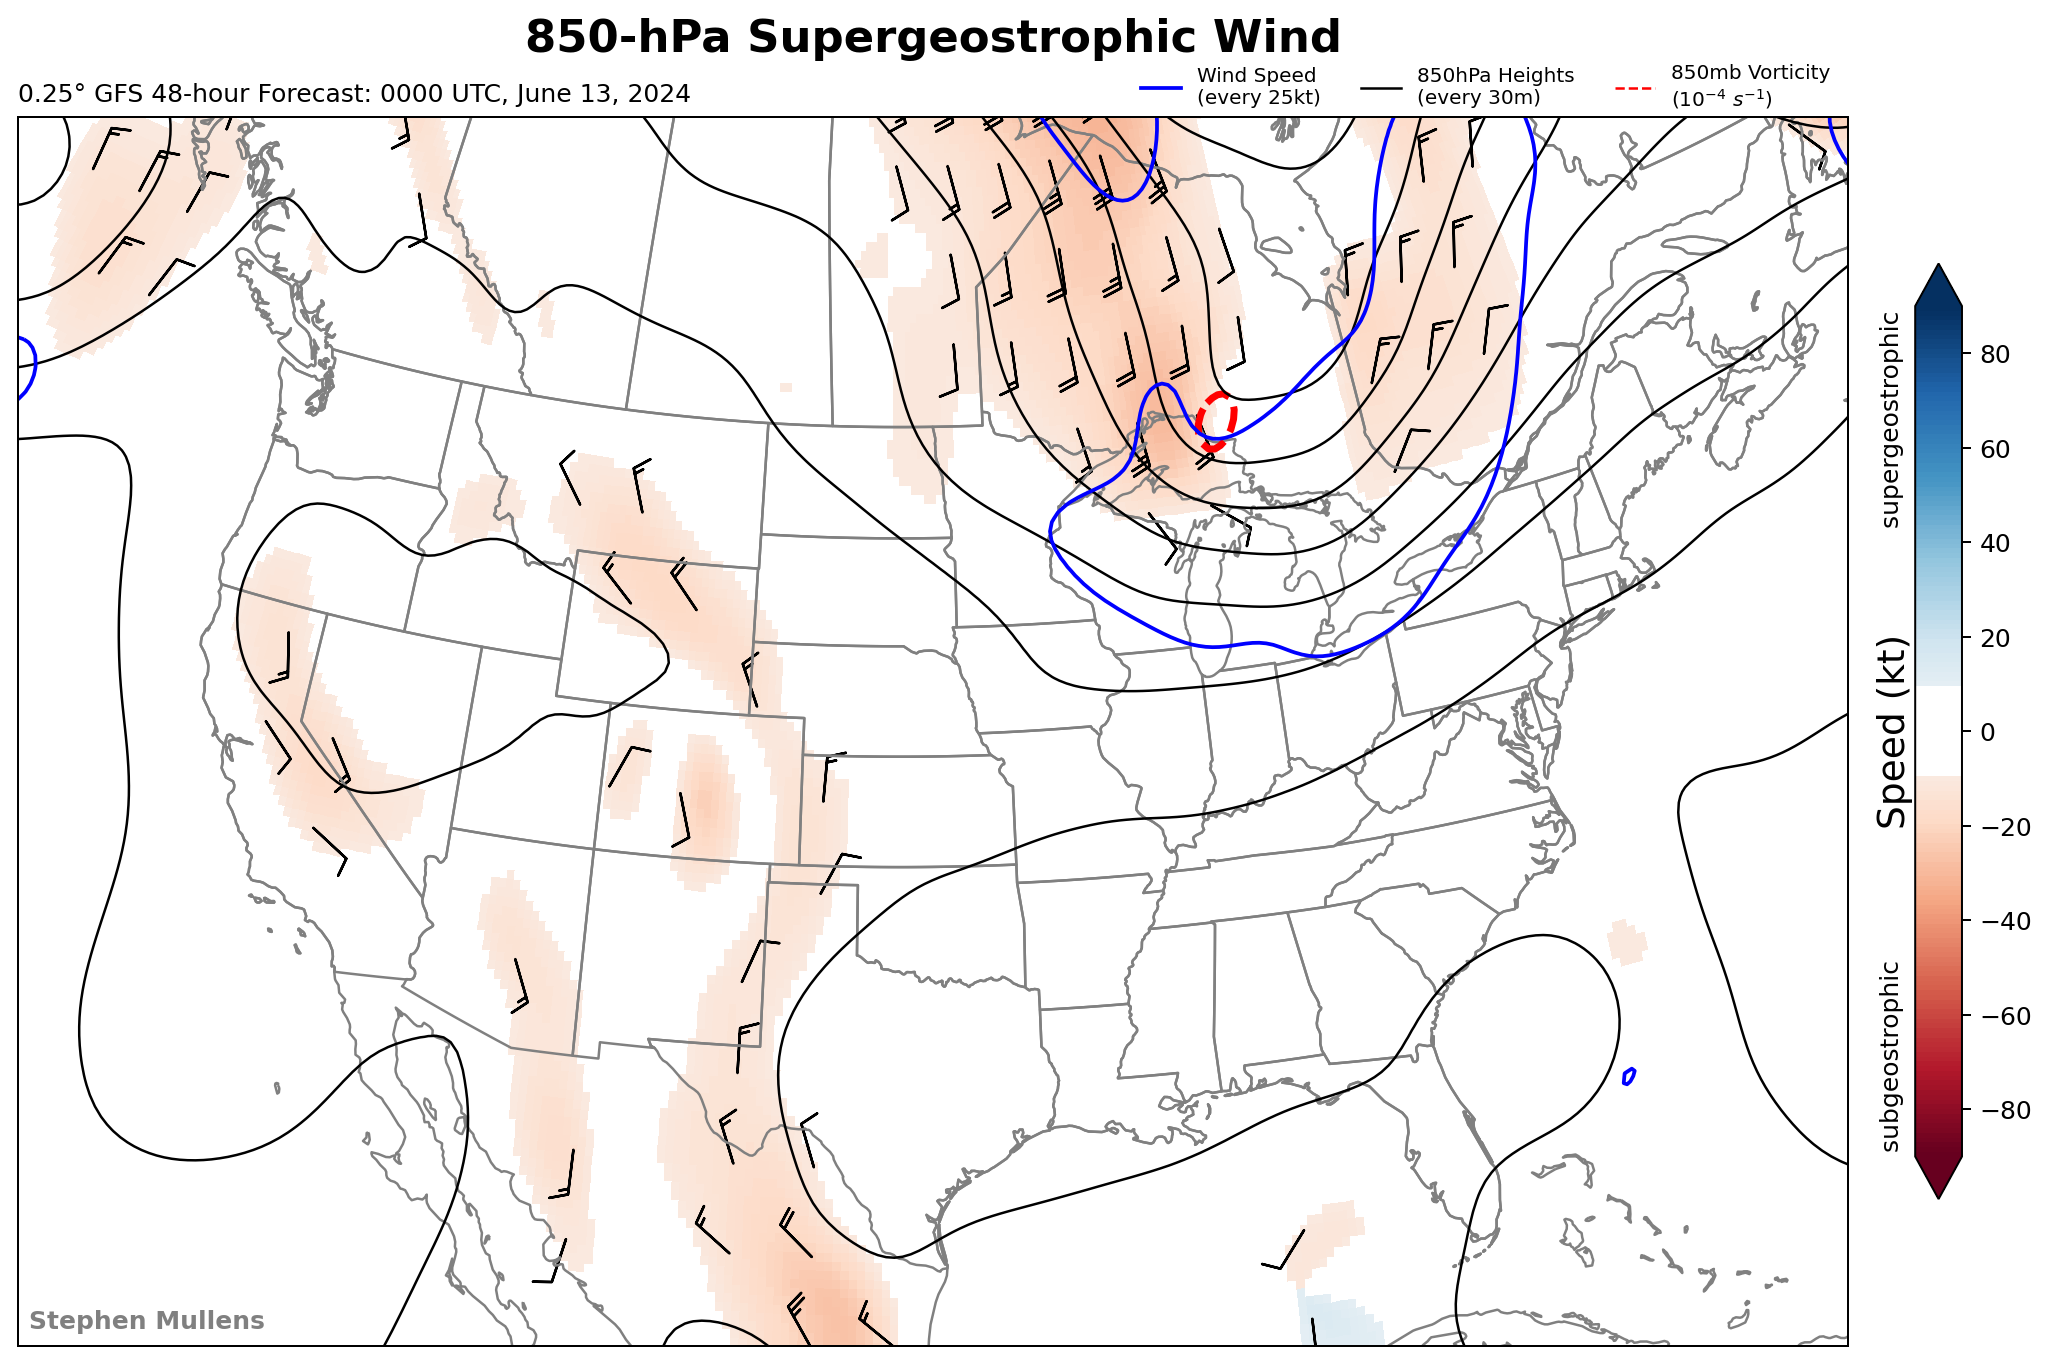 850-hPa Supergeostrophic Wind
0.25° GFS 48-hour Forecast: 0000 UTC, June 13, 2024
Wind Speed
(every 25kt)
850hPa Heights
(every 30m)
850mb Vorticity
(10⁻⁴ s⁻¹)
supergeostrophic
Speed (kt)
subgeostrophic
80
60
40
20
0
−20
−40
−60
−80
Stephen Mullens